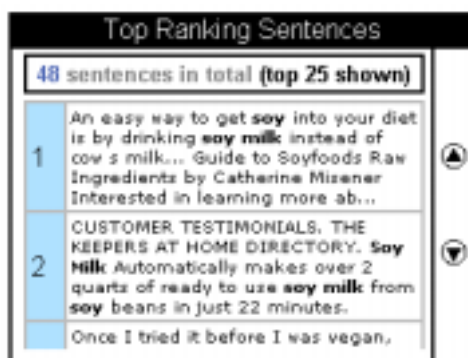 Top Ranking Sentences
48 sentences in total (top 25 shown)
1
An easy way to get soy into your diet
is by drinking soy milk instead of
cow s milk... Guide to Soyfoods Raw
Ingredients by Catherine Misener
Interested in learning more ab...
2
CUSTOMER TESTIMONIALS. THE
KEEPERS AT HOME DIRECTORY. Soy
Milk Automatically makes over 2
quarts of ready to use soy milk from
soy beans in just 22 minutes.
Once I tried it before I was vegan,